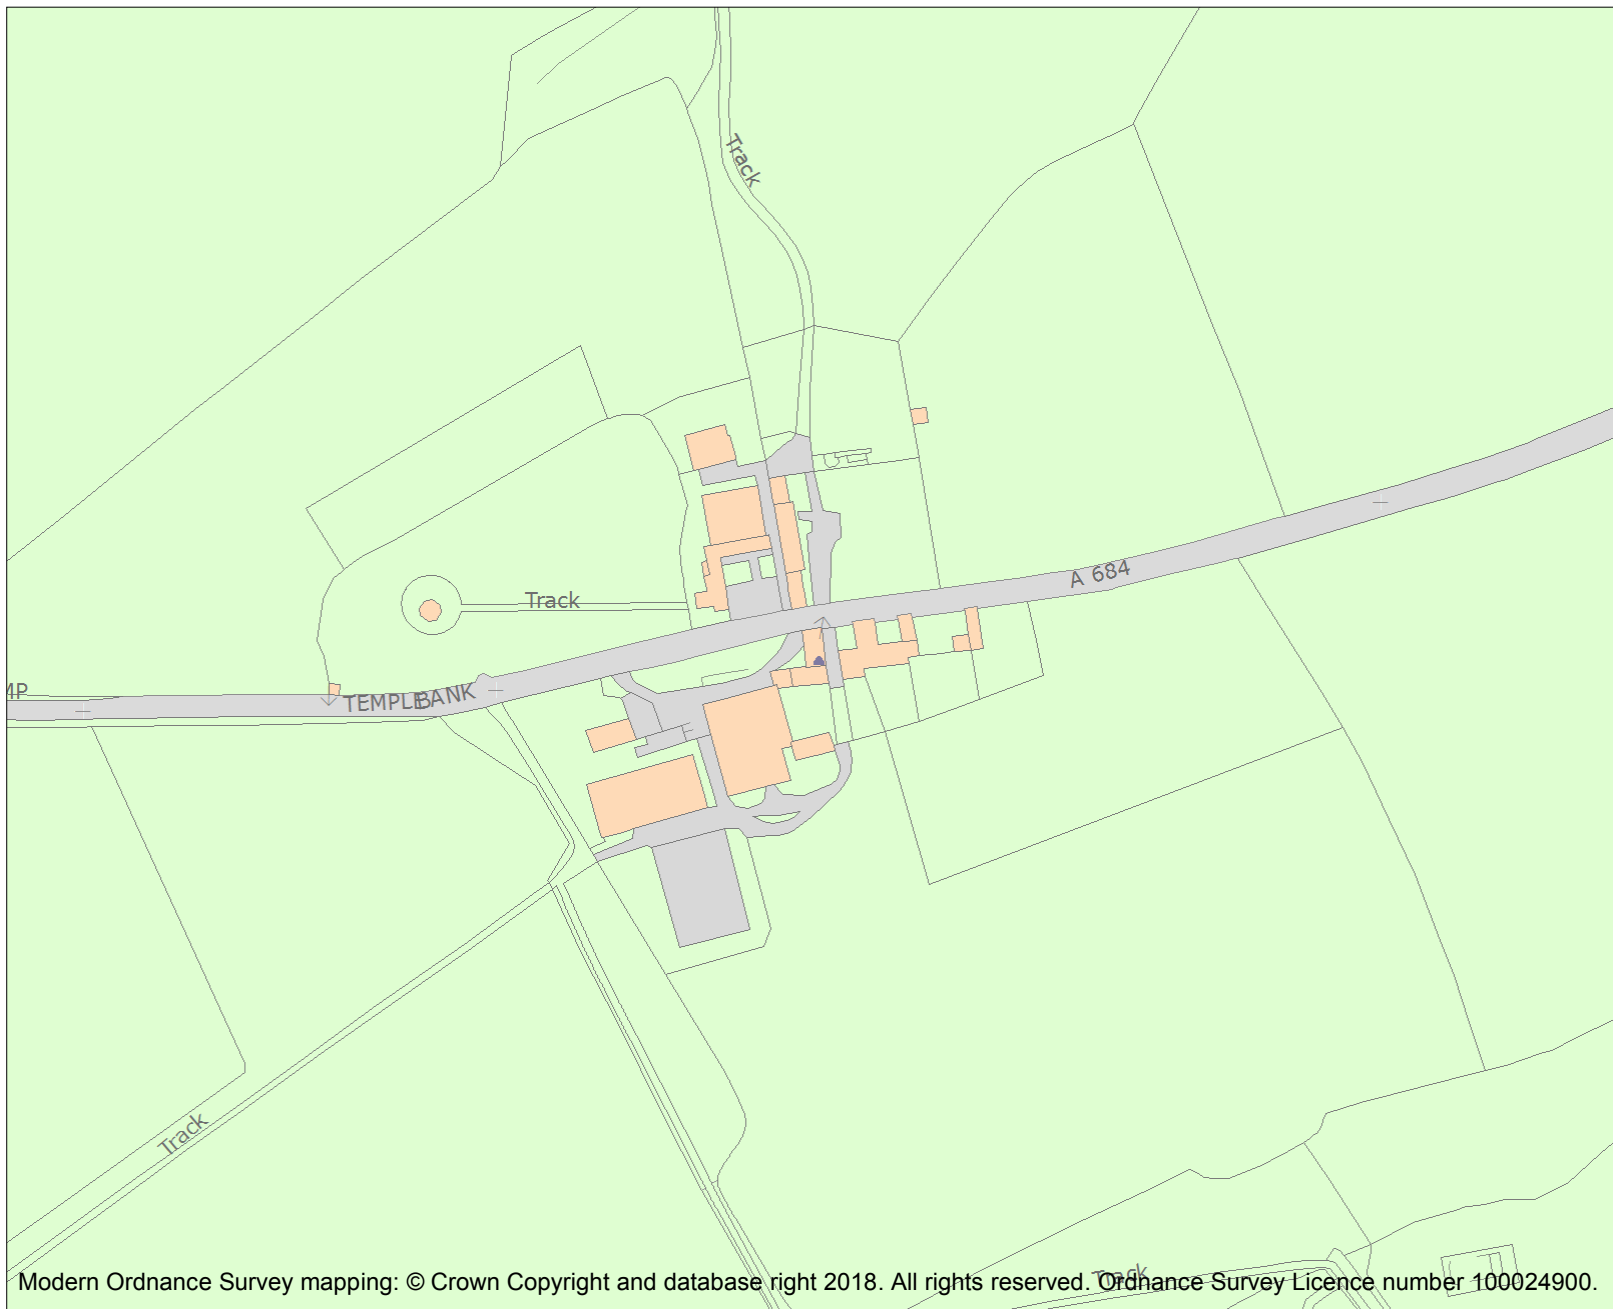 Track
A 684
Track
MP
TEMPLE BANK
Track
Track
Modern Ordnance Survey mapping: © Crown Copyright and database right 2018. All rights reserved. Ordnance Survey Licence number 100024900.